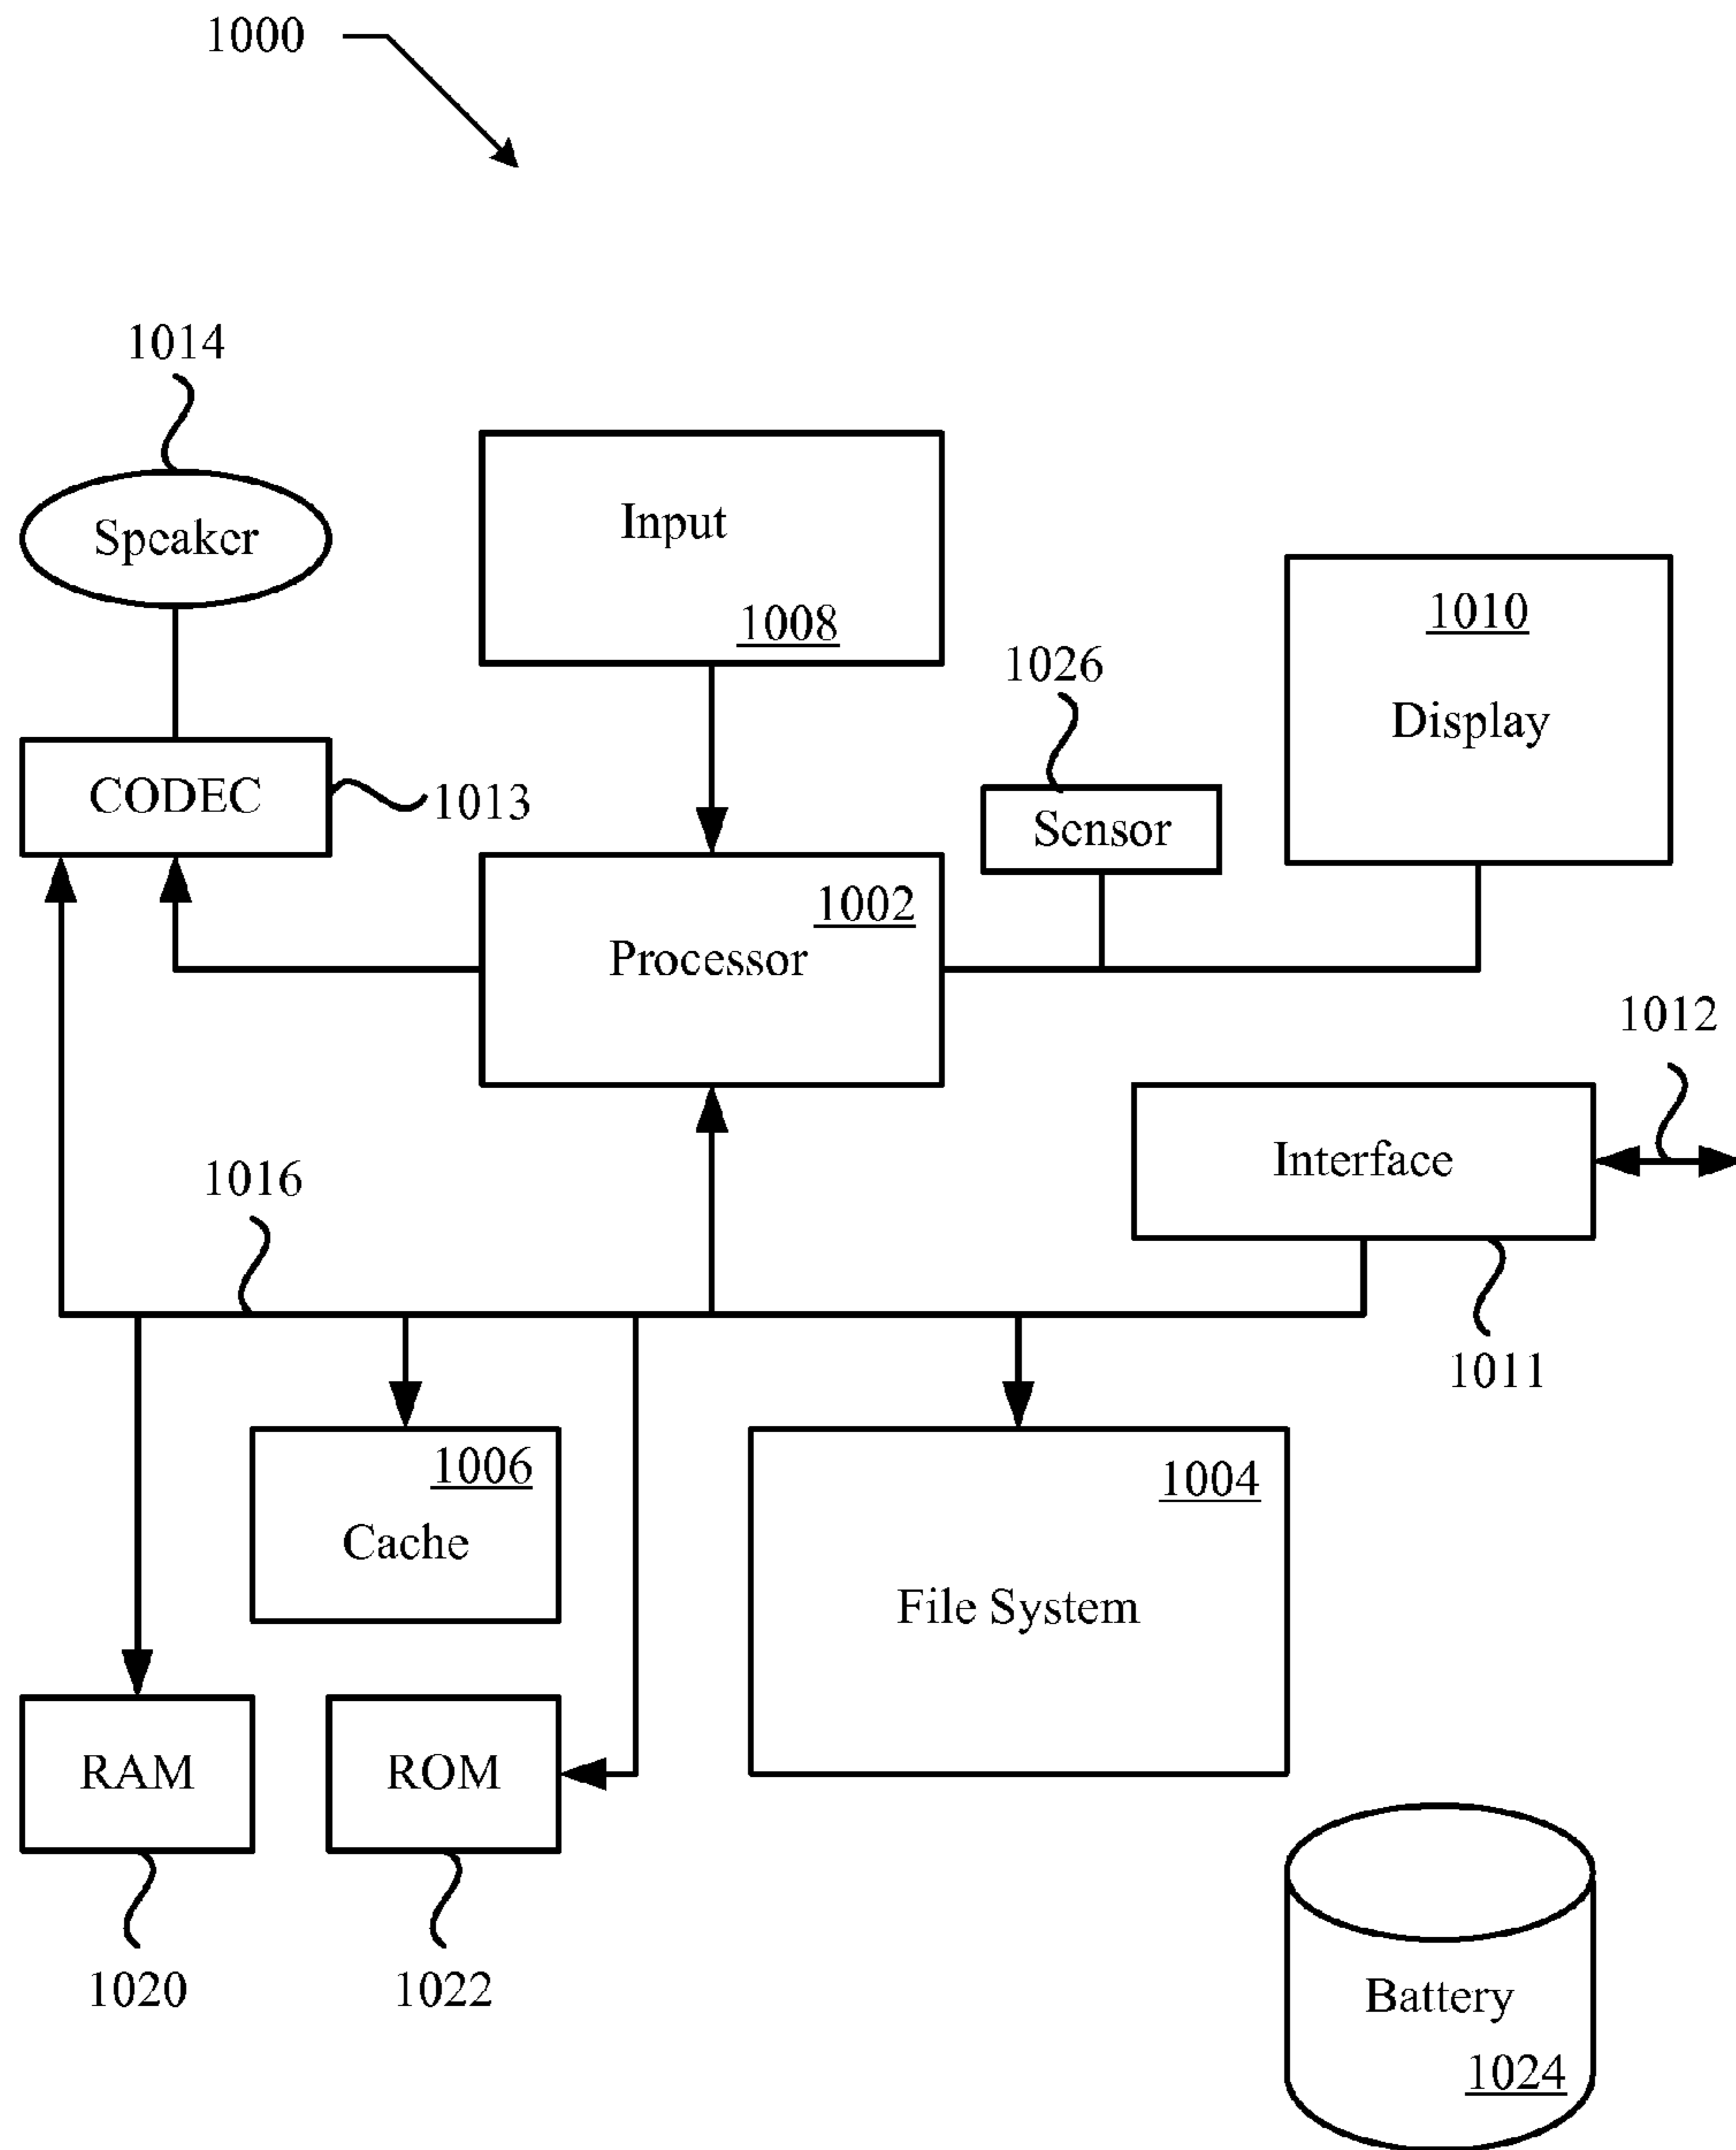 1000
1014
Speaker
Input
1008
1010
Display
1026
Sensor
CODEC
1013
1002
Processor
1012
Interface
1016
1011
1006
Cache
1004
File System
RAM
ROM
1020
1022
Battery
1024